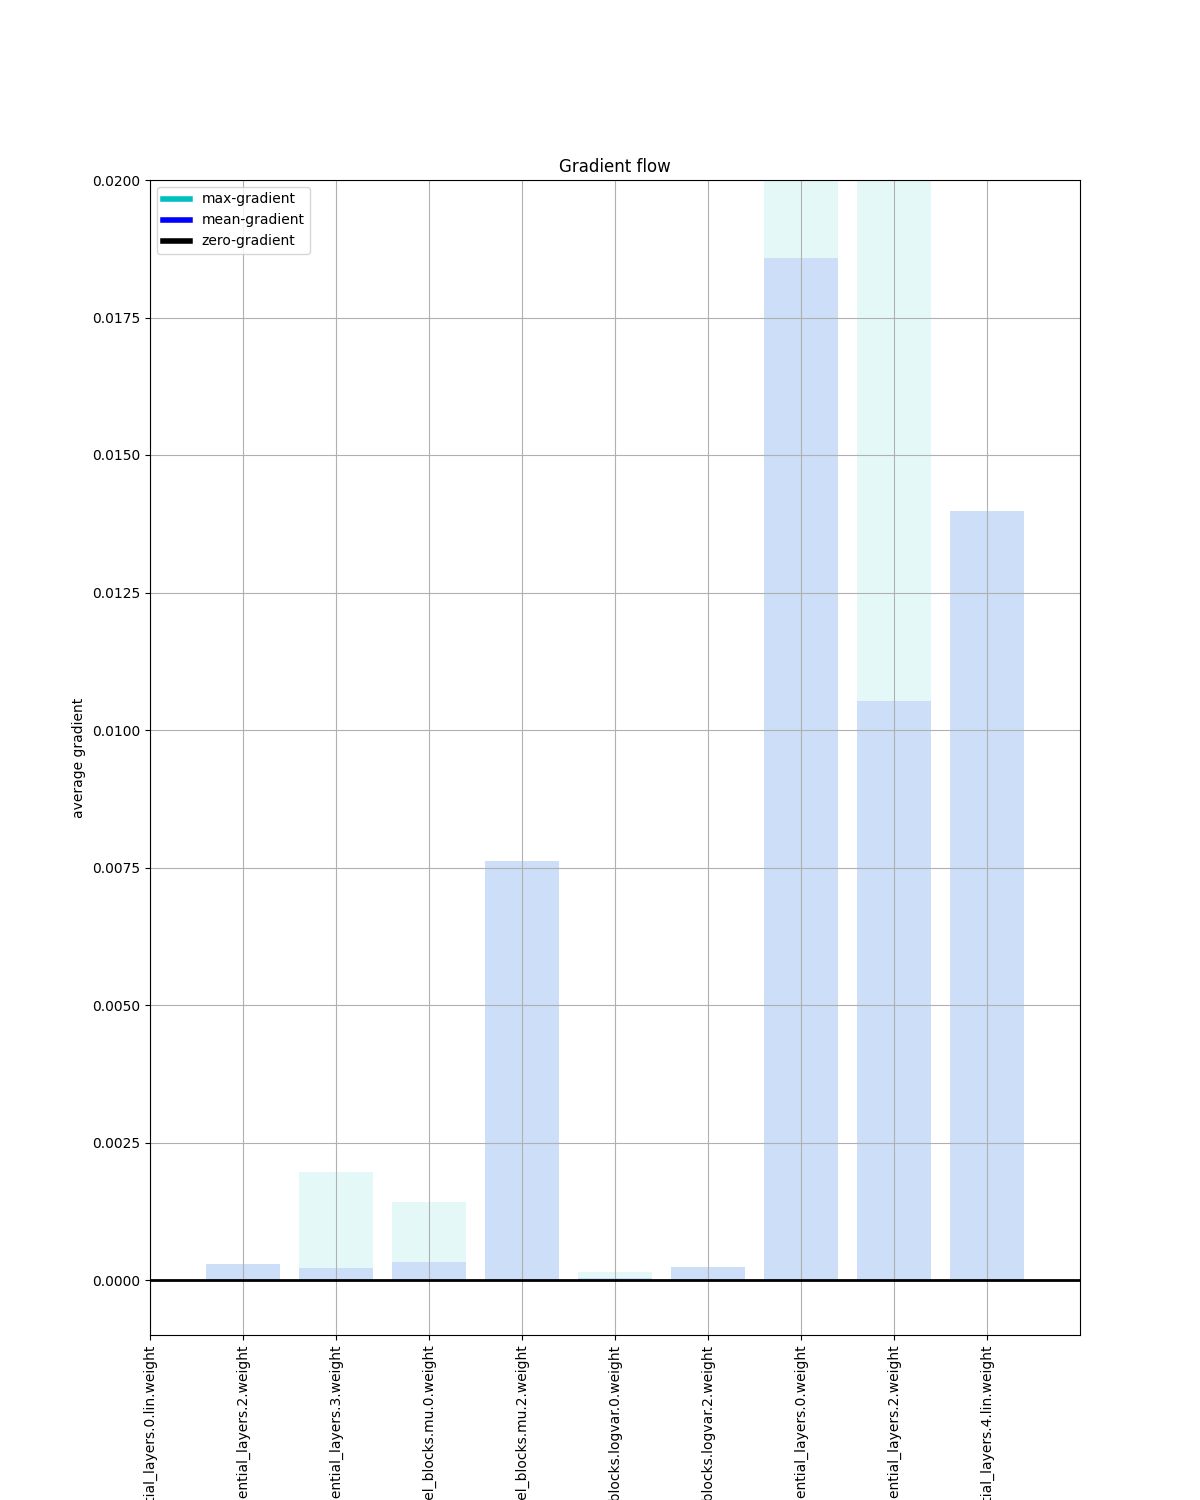 Gradient flow
max-gradient
mean-gradient
zero-gradient
0.0200
0.0175
0.0150
0.0125
0.0100
0.0075
0.0050
0.0025
0.0000
average gradient
tial_layers.0.lin.weight
ential_layers.2.weight
ential_layers.3.weight
el_blocks.mu.0.weight
el_blocks.mu.2.weight
blocks.logvar.0.weight
blocks.logvar.2.weight
ential_layers.0.weight
ential_layers.2.weight
tial_layers.4.lin.weight